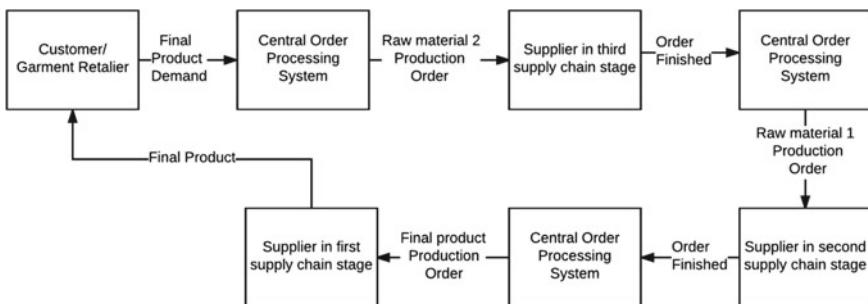 Customer/
Garment Retalier
Final
Product
Demand
Central Order
Processing
System
Raw material 2
Production
Order
Supplier in third
supply chain stage
Order
Finished
Central Order
Processing
System
Raw material 1
Production
Order
Supplier in second
supply chain stage
Order
Finished
Central Order
Processing
System
Final product
Production
Order
Supplier in first
supply chain stage
Final Product